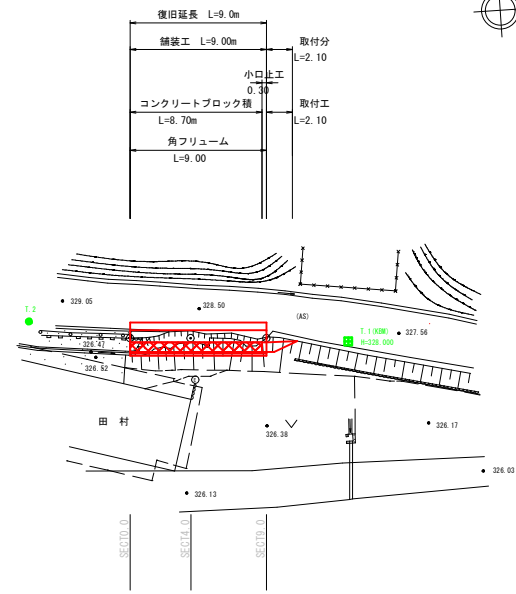 復旧延長 L=9.0m
舗装工 L=9.00m
取付分
L=2.10
小口止工
0.30
コンクリートブロック積
取付工
L=8.70m
L=2.10
角フリューム
L=9.00
329.05
328.50
T.2
(AS)
T.1(KBM)
H=328.000
327.56
326.47
326.52
田 村
326.38
326.17
326.03
326.13
SECT0.0
SECT4.0
SECT9.0